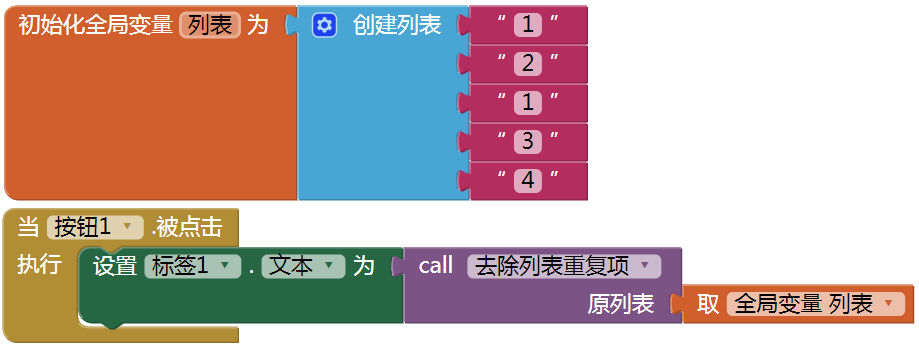 初始化全局变量 列表 为 创建列表 “ 1 ”
“ 2 ”
“ 1 ”
“ 3 ”
“ 4 ”
当 按钮1 .被点击
执行 设置 标签1 . 文本 为 call 去除列表重复项
原列表 取 全局变量 列表